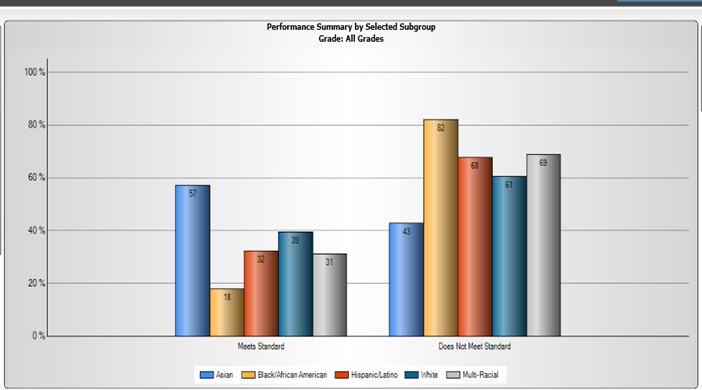 Performance Summary by Selected Subgroup
Grade: All Grades
100 %
80 %
60 %
40 %
20 %
0 %
57
18
32
39
31
43
82
68
61
69
Meets Standard
Does Not Meet Standard
Asian
Black/African American
Hispanic/Latino
White
Multi-Racial